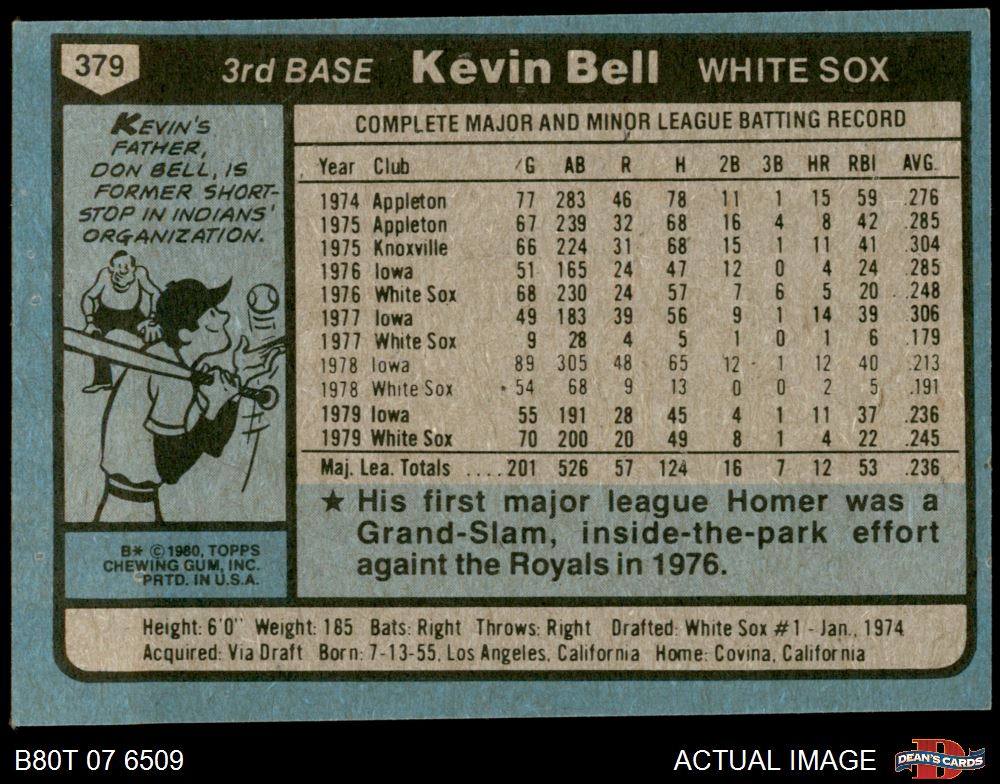 379 3rd BASE Kevin Bell WHITE SOX
KEVIN'S
FATHER,
DON BELL, IS
FORMER SHORT-
STOP IN INDIANS'
ORGANIZATION.
B* © 1980, TOPPS
CHEWING GUM, INC.
PRTD. IN U.S.A.
COMPLETE MAJOR AND MINOR LEAGUE BATTING RECORD
Year Club G AB R H 2B 3B HR RBI AVG.
1974 Appleton 77 283 46 78 11 1 15 59 .276
1975 Appleton 67 239 32 68 16 4 8 42 .285
1975 Knoxville 66 224 31 68 15 1 11 41 .304
1976 Iowa 51 165 24 47 12 0 4 24 .285
1976 White Sox 68 230 24 57 7 6 5 20 .248
1977 Iowa 49 183 39 56 9 1 14 39 .306
1977 White Sox 9 28 4 5 1 0 1 6 .179
1978 Iowa 89 305 48 65 12 1 12 40 .213
1978 White Sox 54 68 9 13 0 0 2 5 .191
1979 Iowa 55 191 28 45 4 1 11 37 .236
1979 White Sox 70 200 20 49 8 1 4 22 .245
Maj. Lea. Totals ....201 526 57 124 16 7 12 53 .236
★ His first major league Homer was a
Grand-Slam, inside-the-park effort
againt the Royals in 1976.
Height: 6'0" Weight: 185 Bats: Right Throws: Right Drafted: White Sox #1 - Jan., 1974
Acquired: Via Draft Born: 7-13-55, Los Angeles, California Home: Covina, California
B80T 07 6509 ACTUAL IMAGE D DEAN'S CARDS